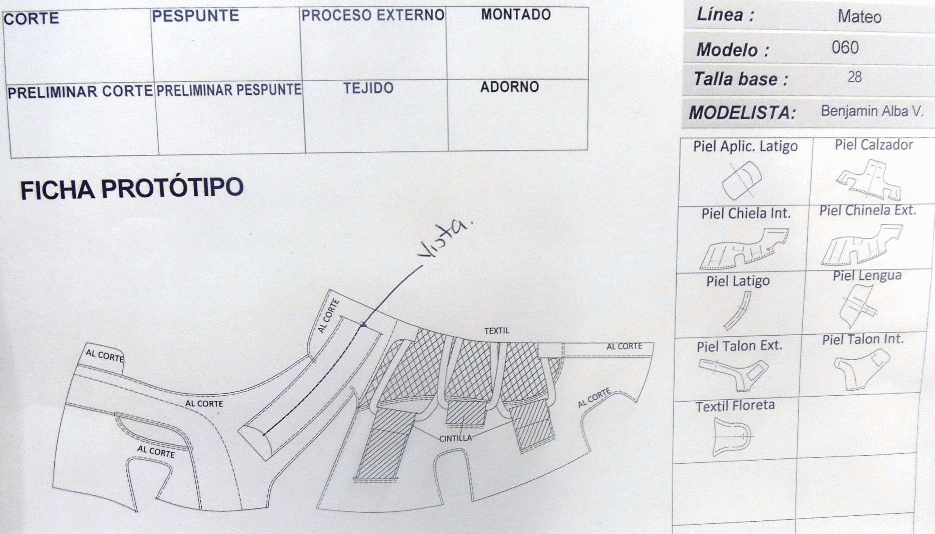 CORTE
PESPUNTE
PROCESO EXTERNO
MONTADO
PRELIMINAR CORTE
PRELIMINAR PESPUNTE
TEJIDO
ADORNO
Línea : Mateo
Modelo : 060
Talla base : 28
MODELISTA: Benjamin Alba V.
FICHA PROTÓTIPO
Vista.
AL CORTE
TEXTIL
AL CORTE
AL CORTE
AL CORTE
AL CORTE
AL CORTE
CINTILLA
Piel Aplic. Latigo
Piel Calzador
Piel Chiela Int.
Piel Chinela Ext.
Piel Latigo
Piel Lengua
Piel Talon Ext.
Piel Talon Int.
Textil Floreta